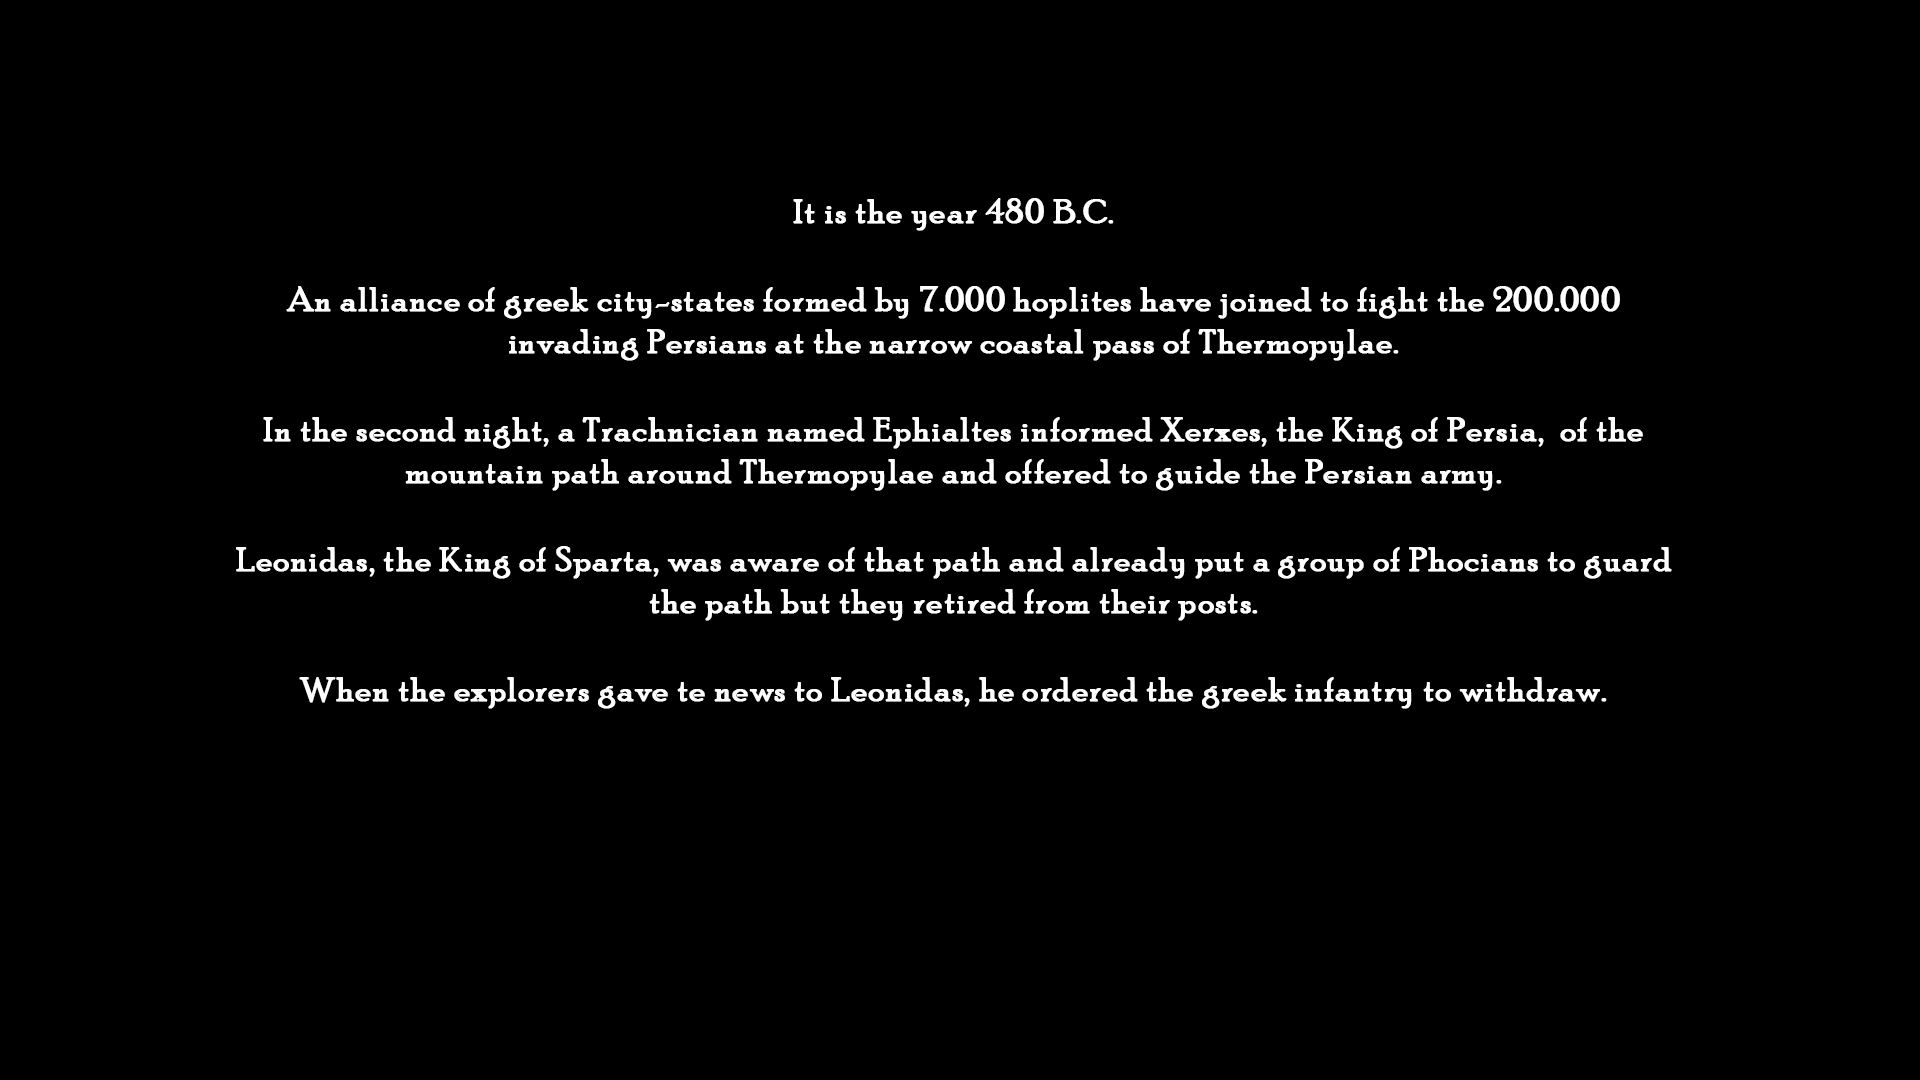 It is the year 480 B.C.
An alliance of greek city-states formed by 7.000 hoplites have joined to fight the 200.000
invading Persians at the narrow coastal pass of Thermopylae.
In the second night, a Trachnician named Ephialtes informed Xerxes, the King of Persia,  of the
mountain path around Thermopylae and offered to guide the Persian army.
Leonidas, the King of Sparta, was aware of that path and already put a group of Phocians to guard
the path but they retired from their posts.
When the explorers gave te news to Leonidas, he ordered the greek infantry to withdraw.